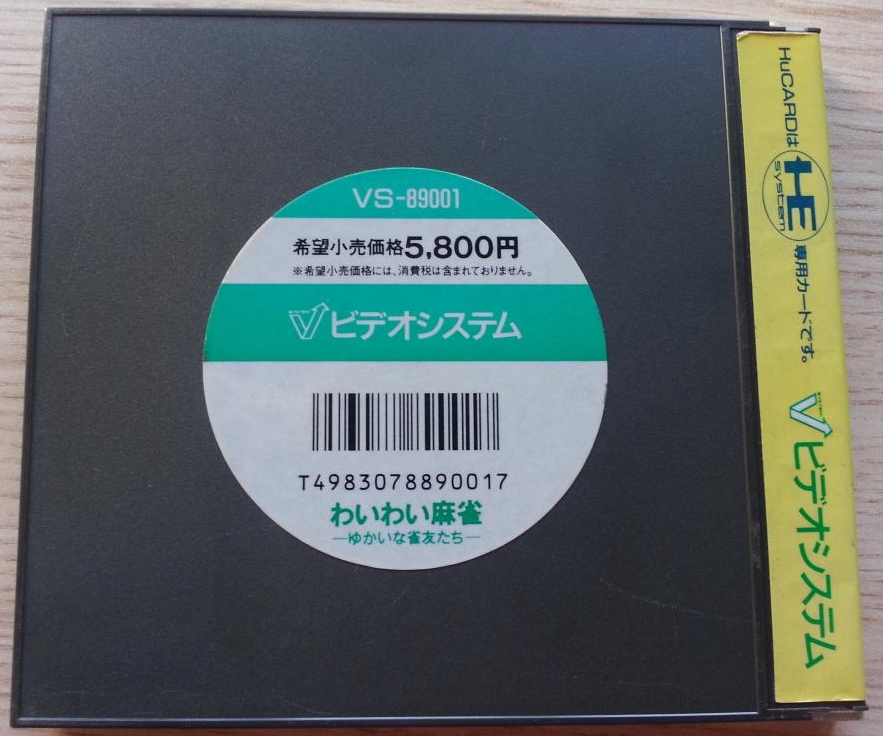 VS-89001
希望小売価格5,800円
※希望小売価格には、消費税は含まれておりません。
Vビデオシステム
T4983078890017
わいわい麻雀
―ゆかいな雀友たち―
HuCARDは
HE
system
専用カードです。
Vビデオシステム